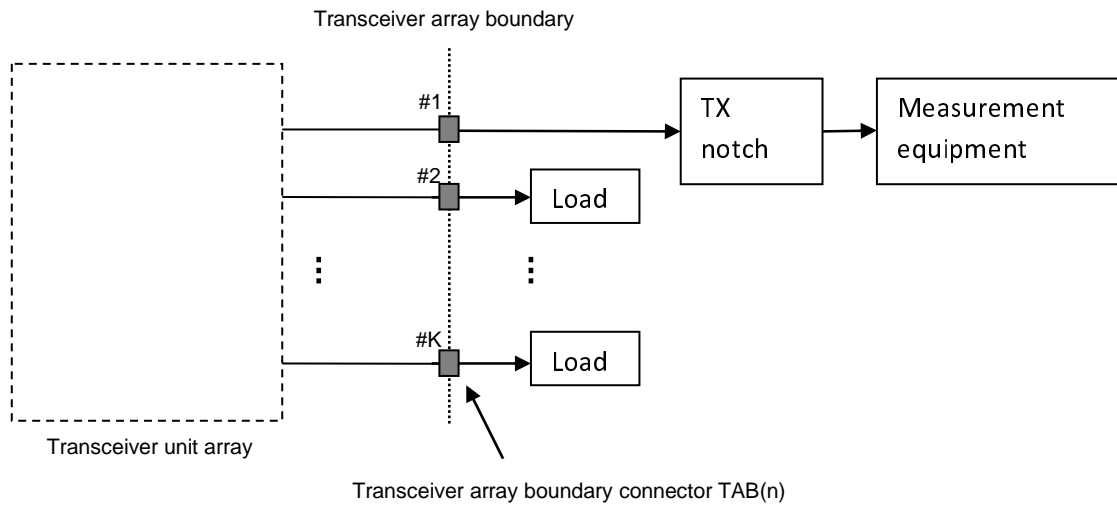 Transceiver array boundary
#1
TX
notch
Measurement
equipment
#2
Load
#K
Load
Transceiver unit array
Transceiver array boundary connector TAB(n)